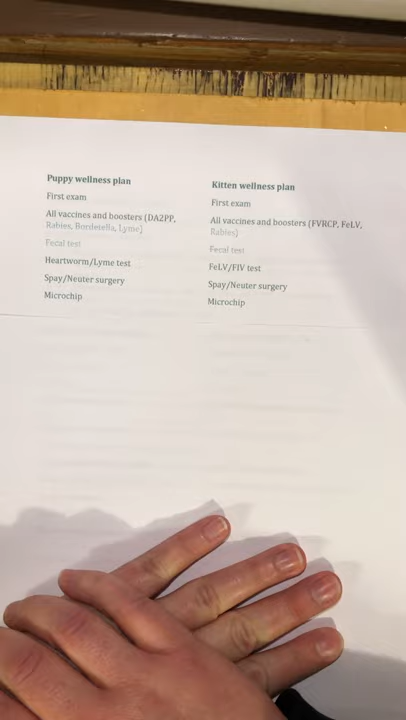 Puppy wellness plan
First exam
All vaccines and boosters (DA2PP,
Rabies, Bordetella, Lyme)
Fecal test
Heartworm/Lyme test
Spay/Neuter surgery
Microchip
Kitten wellness plan
First exam
All vaccines and boosters (FVRCP, FeLV,
Rabies)
Fecal test
FeLV/FIV test
Spay/Neuter surgery
Microchip